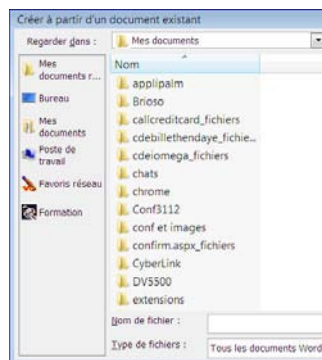 Créer à partir d'un document existant
Regarder dans :
Mes documents
Mes
documents r...
Bureau
Mes
documents
Poste de
travail
Favoris réseau
Formation
Nom
applipalm
Brioso
callcreditcard_fichiers
cdebillethendaye_fichie...
cdeiomega_fichiers
chats
chrome
Conf3112
conf et images
confirm.aspx_fichiers
CyberLink
DV5500
extensions
Nom de fichier :
Type de fichiers :
Tous les documents Word